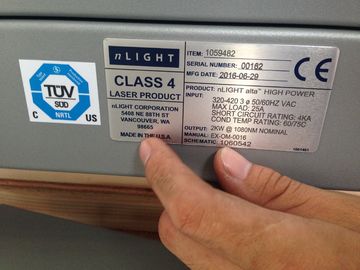 nLIGHT
CLASS 4
LASER PRODUCT
nLIGHT CORPORATION
5408 NE 88TH ST
VANCOUVER, WA
98665
MADE IN THE U.S.A.
ITEM: 1059482
SERIAL NUMBER: 00162
MFG DATE: 2016-06-29
CE
PRODUCT: nLIGHT alta™ HIGH POWER
INPUT:
320-420 3 ø 50/60HZ VAC
MAX LOAD: 25A
SHORT CIRCUIT RATING: 4KA
COND TEMP RATING: 60/75C
OUTPUT: 2KW @ 1080NM NOMINAL
MANUAL: EX-OM-0016
SCHEMATIC: 1060542
TÜV
SÜD
NRTL
C US